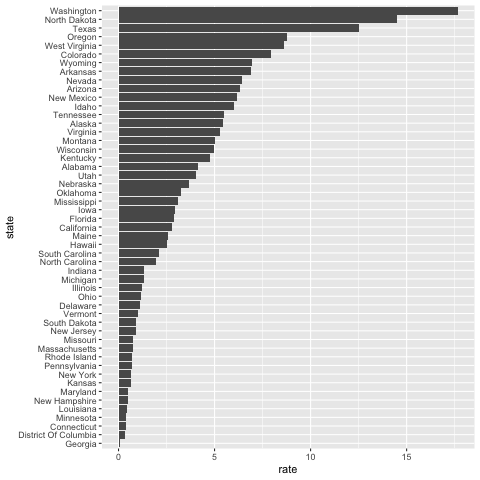 Washington
North Dakota
Texas
Oregon
West Virginia
Colorado
Wyoming
Arkansas
Nevada
Arizona
New Mexico
Idaho
Tennessee
Alaska
Virginia
Montana
Wisconsin
Kentucky
Alabama
Utah
Nebraska
Oklahoma
Mississippi
Iowa
Florida
California
Maine
Hawaii
South Carolina
North Carolina
Indiana
Michigan
Illinois
Ohio
Delaware
Vermont
South Dakota
New Jersey
Missouri
Massachusetts
Rhode Island
Pennsylvania
New York
Kansas
Maryland
New Hampshire
Louisiana
Minnesota
Connecticut
District Of Columbia
Georgia
state
0 5 10 15
rate